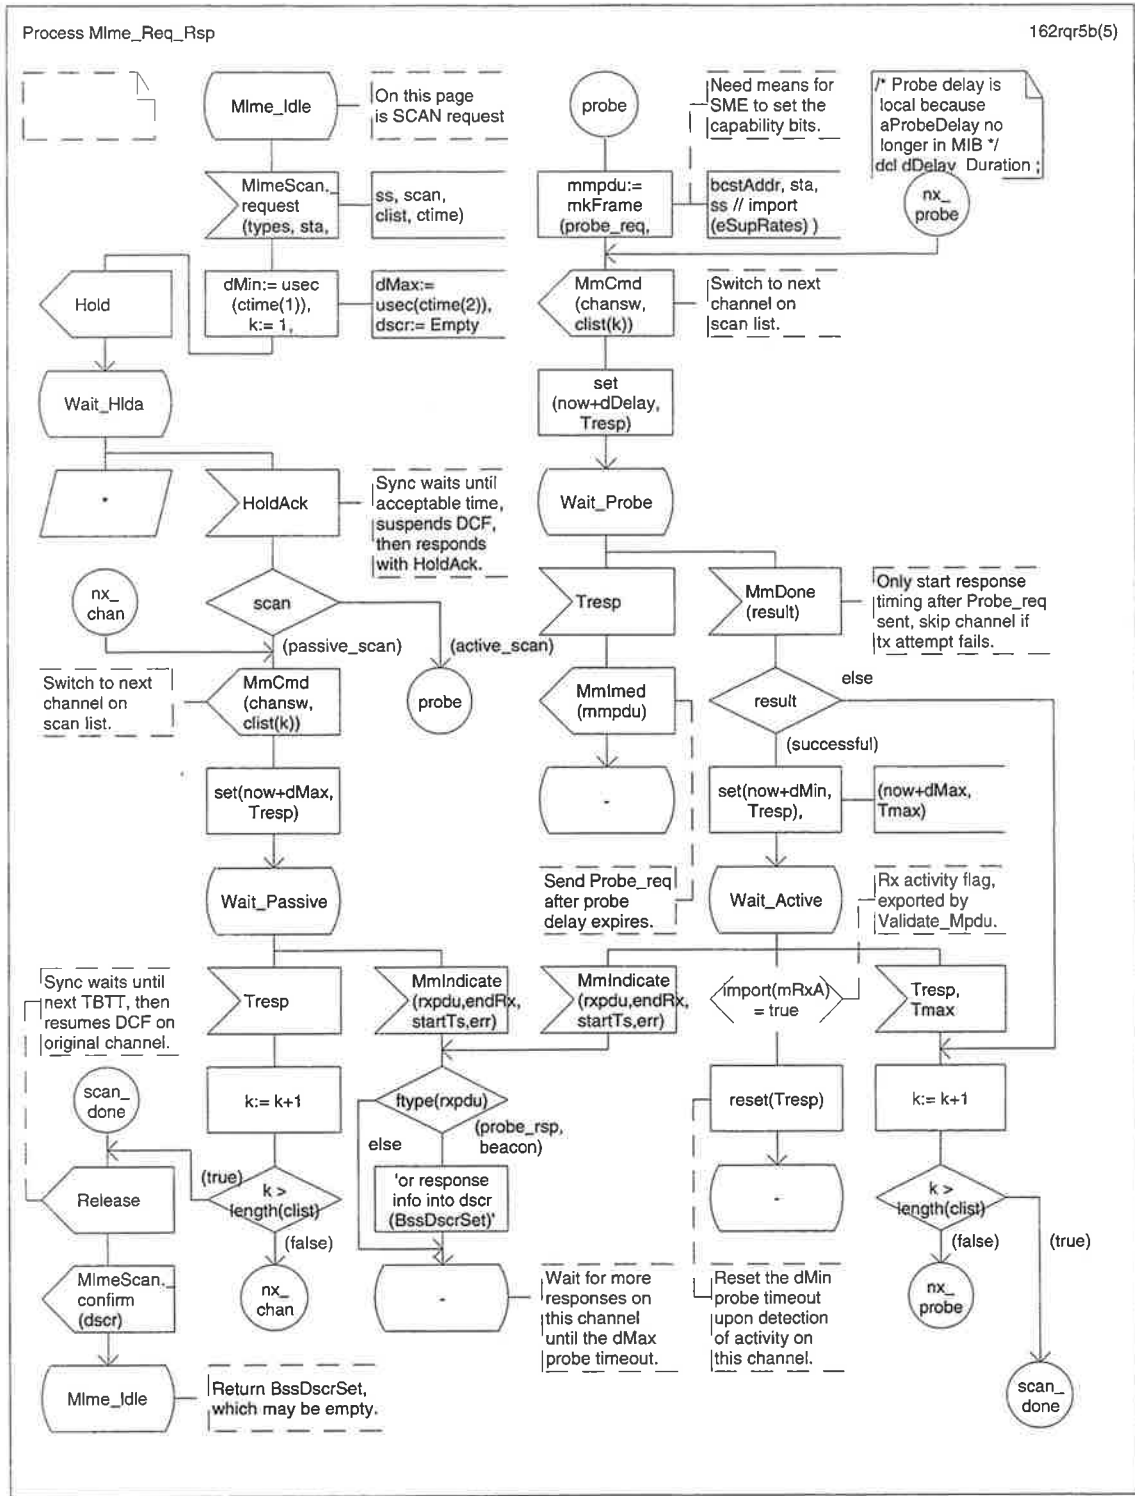 Process Mlme_Req_Rsp
162rqr5b(5)
Mlme_Idle
On this page
is SCAN request
MlmeScan._
request
(types, sta,
ss, scan,
clist, ctime)
dMin:= usec
(ctime(1)),
k:= 1,
dMax:=
usec(ctime(2)),
dscr:= Empty
Hold
Wait_Hlda
*
HoldAck
Sync waits until
acceptable time,
suspends DCF,
then responds
with HoldAck.
nx_
chan
scan
(passive_scan)
(active_scan)
probe
Switch to next
channel on
scan list.
MmCmd
(chansw,
clist(k))
set(now+dMax,
Tresp)
Wait_Passive
Sync waits until
next TBTT, then
resumes DCF on
original channel.
Tresp
MmIndicate
(rxpdu,endRx,
startTs,err)
scan_
done
k:= k+1
ftype(rxpdu)
else
(probe_rsp,
beacon)
Release
(true)
k >
length(clist)
(false)
'or response
info into dscr
(BssDscrSet)'
MlmeScan._
confirm
(dscr)
nx_
chan
-
Wait for more
responses on
this channel
until the dMax
probe timeout.
Mlme_Idle
Return BssDscrSet,
which may be empty.
probe
Need means for
SME to set the
capability bits.
/* Probe delay is
local because
aProbeDelay no
longer in MIB */
dcl dDelay Duration ;
mmpdu:=
mkFrame
(probe_req,
bcstAddr, sta,
ss // import
(eSupRates) )
nx_
probe
MmCmd
(chansw,
clist(k))
Switch to next
channel on
scan list.
set
(now+dDelay,
Tresp)
Wait_Probe
Tresp
MmDone
(result)
Only start response
timing after Probe_req
sent, skip channel if
tx attempt fails.
MmImed
(mmpdu)
result
else
(successful)
-
set(now+dMin,
Tresp),
(now+dMax,
Tmax)
Send Probe_req
after probe
delay expires.
Wait_Active
Rx activity flag,
exported by
Validate_Mpdu.
MmIndicate
(rxpdu,endRx,
startTs,err)
import(mRxA)
= true
Tresp,
Tmax
reset(Tresp)
k:= k+1
-
k >
length(clist)
(false)
(true)
Reset the dMin
probe timeout
upon detection
of activity on
this channel.
nx_
probe
scan_
done